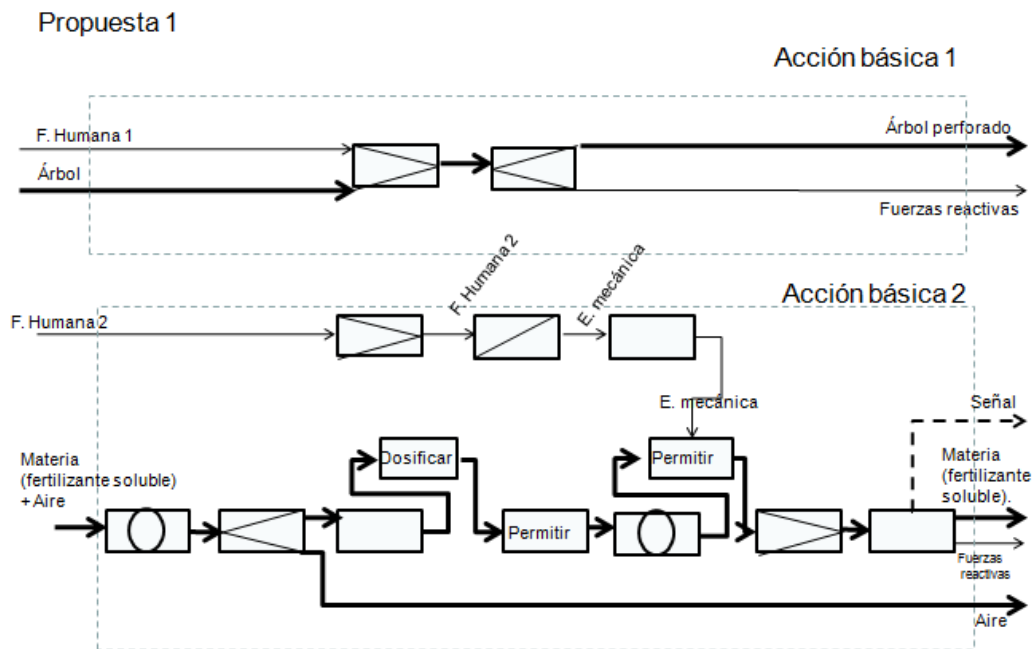 Propuesta 1
Acción básica 1
F. Humana 1
Árbol perforado
Árbol
Fuerzas reactivas
F. Humana 2
E. mecánica
Acción básica 2
F. Humana 2
E. mecánica
Señal
Dosificar
Permitir
Materia
(fertilizante soluble)
+Aire
Materia
(fertilizante
soluble).
Permitir
Fuerzas
reactivas
Aire